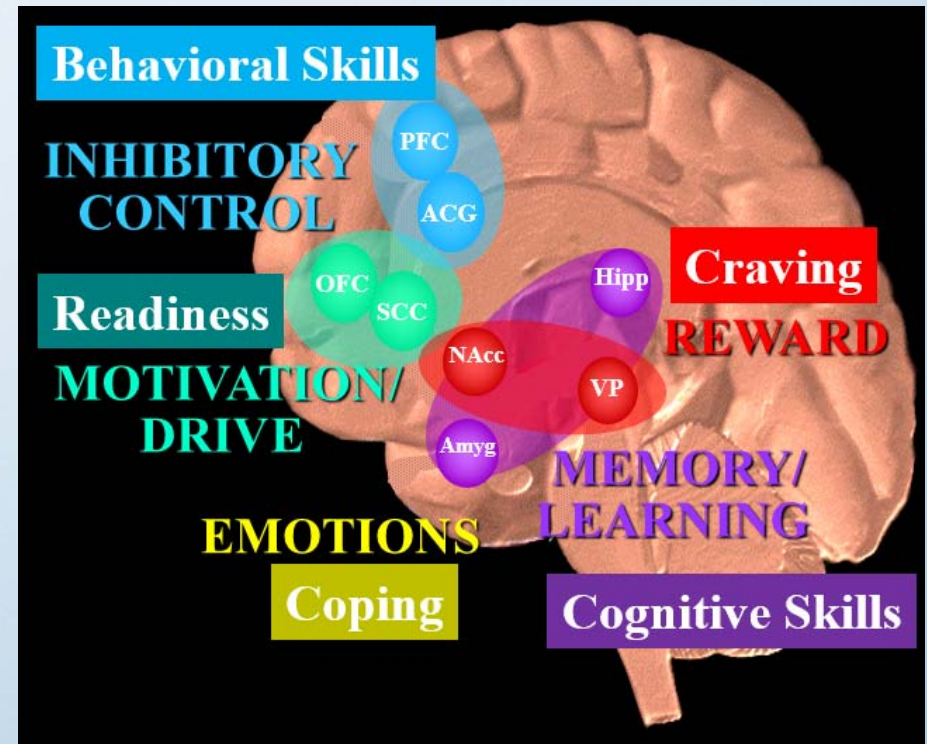 Behavioral Skills
PFC
INHIBITORY
CONTROL
ACG
OFC
SCC
Hipp
Craving
Readiness
REWARD
NAcc
VP
MOTIVATION/
DRIVE
Amyg
MEMORY/
LEARNING
EMOTIONS
Coping
Cognitive Skills